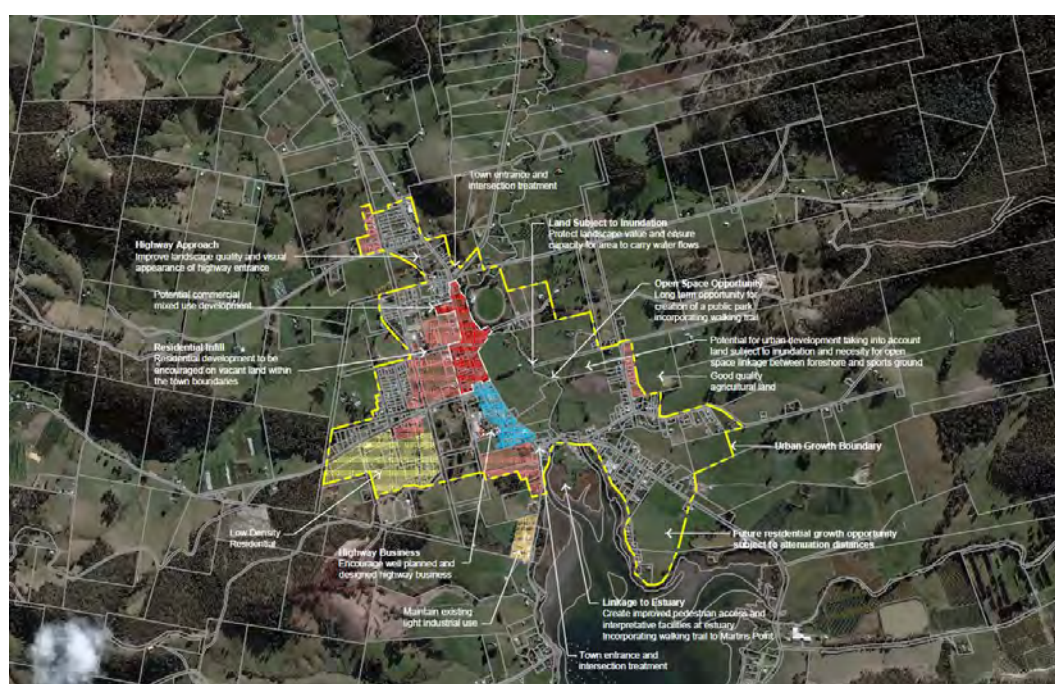 Town entrance and
intersection treatment
Land Subject to Inundation
Protect landscape value and ensure
capacity for area to carry water flows
Highway Approach
Improve landscape quality and visual
appearance of highway entrance
Open Space Opportunity
Long term opportunity for
creation of a public park,
incorporating walking trail
Potential commercial
mixed use development
Residential Infill
Residential development to be
encouraged on vacant land within
the town boundaries
Potential for urban development taking into account
land subject to inundation and necesity for open
space linkage between foreshore and sports ground
Good quality
agricultural land
Urban Growth Boundary
Low Density
Residential
Highway Business
Encourage well planned and
designed highway business
Future residential growth opportunity
subject to attenuation distances
Maintain existing
light industrial use
Linkage to Estuary
Create improved pedestrian access and
interpretative facilities at estuary.
Incorporating walking trail to Martins Point
Town entrance and
intersection treatment